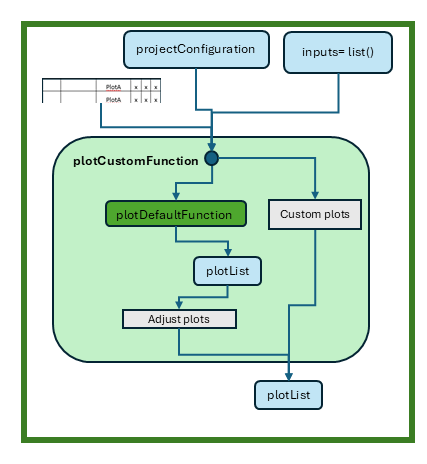 projectConfiguration
inputs= list()
PlotA x x x
PlotA x x x
plotCustomFunction
plotDefaultFunction
Custom plots
plotList
Adjust plots
plotList